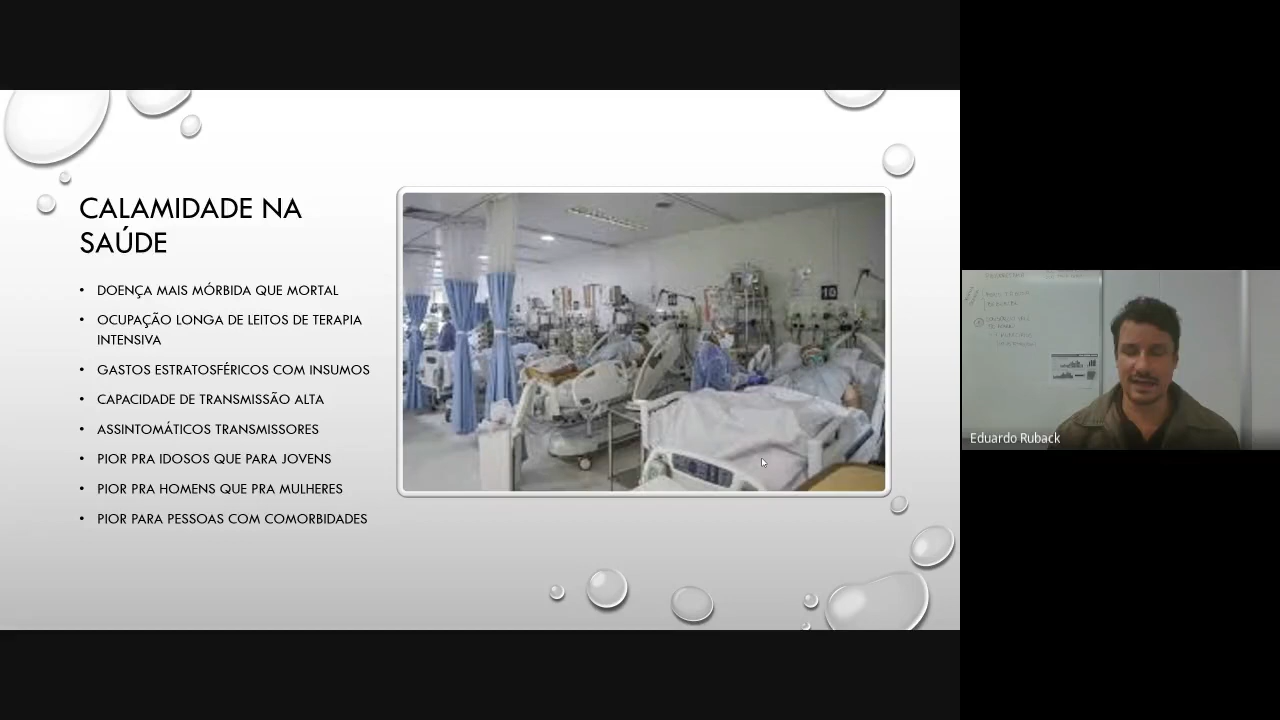 CALAMIDADE NA
SAÚDE
• DOENÇA MAIS MÓRBIDA QUE MORTAL
• OCUPAÇÃO LONGA DE LEITOS DE TERAPIA
INTENSIVA
• GASTOS ESTRATOSFÉRICOS COM INSUMOS
• CAPACIDADE DE TRANSMISSÃO ALTA
• ASSINTOMÁTICOS TRANSMISSORES
• PIOR PRA IDOSOS QUE PARA JOVENS
• PIOR PRA HOMENS QUE PRA MULHERES
• PIOR PARA PESSOAS COM COMORBIDADES
10
Eduardo Ruback